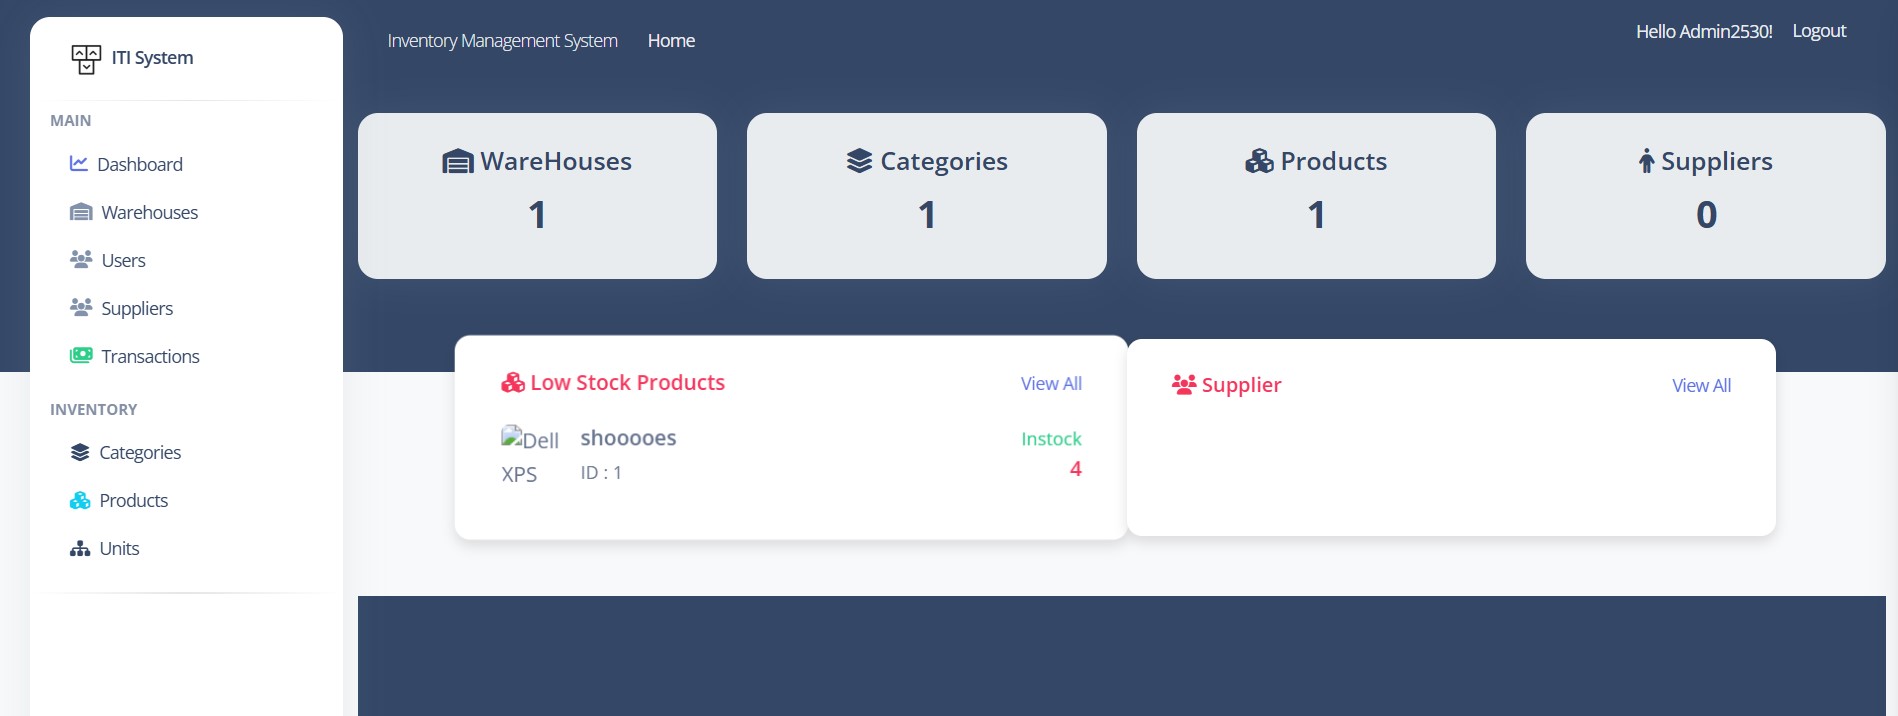 ITI System
MAIN
Dashboard
Warehouses
Users
Suppliers
Transactions
INVENTORY
Categories
Products
Units
Inventory Management System Home
Hello Admin2530! Logout
WareHouses
1
Categories
1
Products
1
Suppliers
0
Low Stock Products View All
Dell XPS
shooooes
ID : 1
Instock
4
Supplier View All